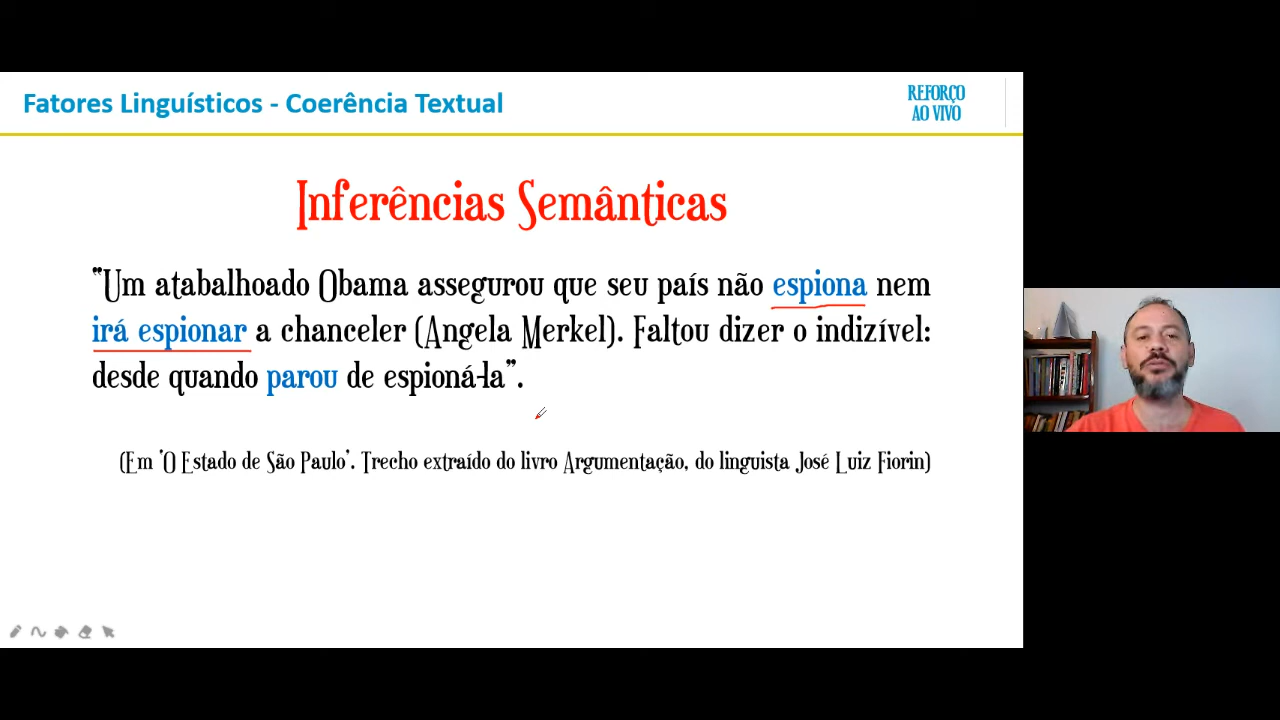 Fatores Linguísticos - Coerência Textual
REFORÇO
AO VIVO
Inferências Semânticas
"Um atabalhoado Obama assegurou que seu país não espiona nem
irá espionar a chanceler (Angela Merkel). Faltou dizer o indizível:
desde quando parou de espioná-la".
(Em 'O Estado de São Paulo'. Trecho extraído do livro Argumentação, do linguista José Luiz Fiorin)